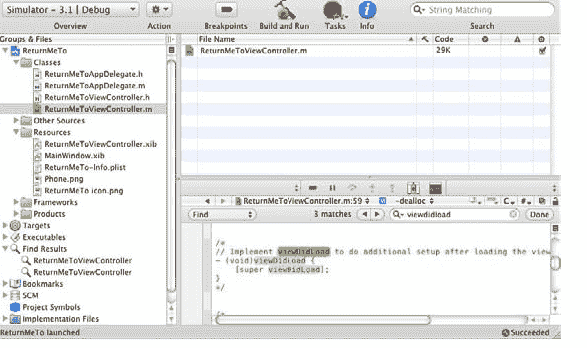 Simulator - 3.1 | Debug
String Matching
Overview
Action
Breakpoints
Build and Run
Tasks
Info
Search
Groups & Files
ReturnMeTo
Classes
ReturnMeToAppDelegate.h
ReturnMeToAppDelegate.m
ReturnMeToViewController.h
ReturnMeToViewController.m
Other Sources
Resources
ReturnMeToViewController.xib
MainWindow.xib
ReturnMeTo-Info.plist
Phone.png
ReturnMeTo icon.png
Frameworks
Products
Targets
Executables
Find Results
ReturnMeToViewController
ReturnMeToViewController
Bookmarks
SCM
Project Symbols
Implementation Files
ReturnMeTo launched
File Name
Code
ReturnMeToViewController.m
29K
ReturnMeToViewController.m:59
-dealloc
Find
3 matches
viewdidload
Done
/*
// Implement viewDidLoad to do additional setup after loading the view
- (void)viewDidLoad {
[super viewDidLoad];
}
*/
/*
Succeeded